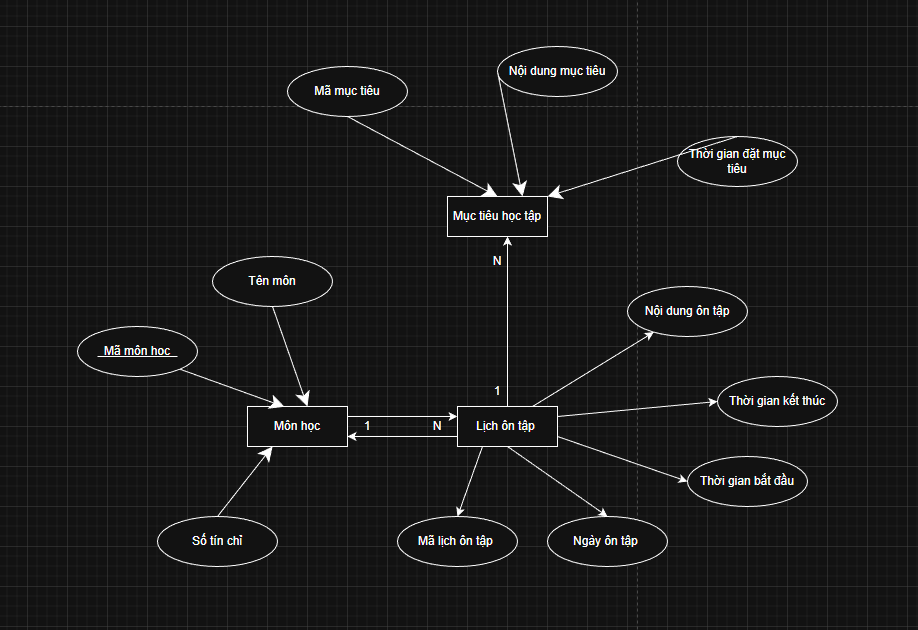 Nội dung mục tiêu
Mã mục tiêu
Thời gian đặt mục
tiêu
Mục tiêu học tập
N
Tên môn
Nội dung ôn tập
Mã môn học
1
Thời gian kết thúc
Môn học
1
N
Lịch ôn tập
Thời gian bắt đầu
Số tín chỉ
Mã lịch ôn tập
Ngày ôn tập